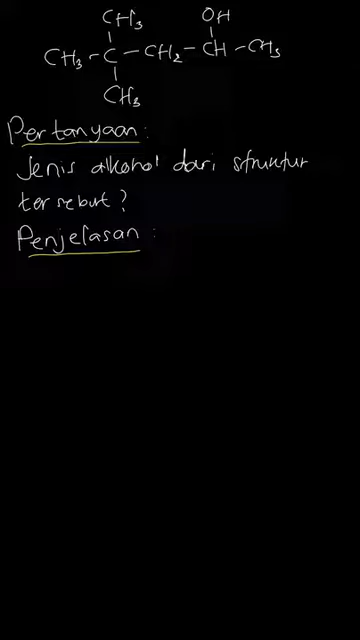 CH3 OH
CH3 - C - CH2 - CH - CH3
CH3
Pertanyaan :
Jenis alkohol dari struktur
tersebut ?
Penjelasan :